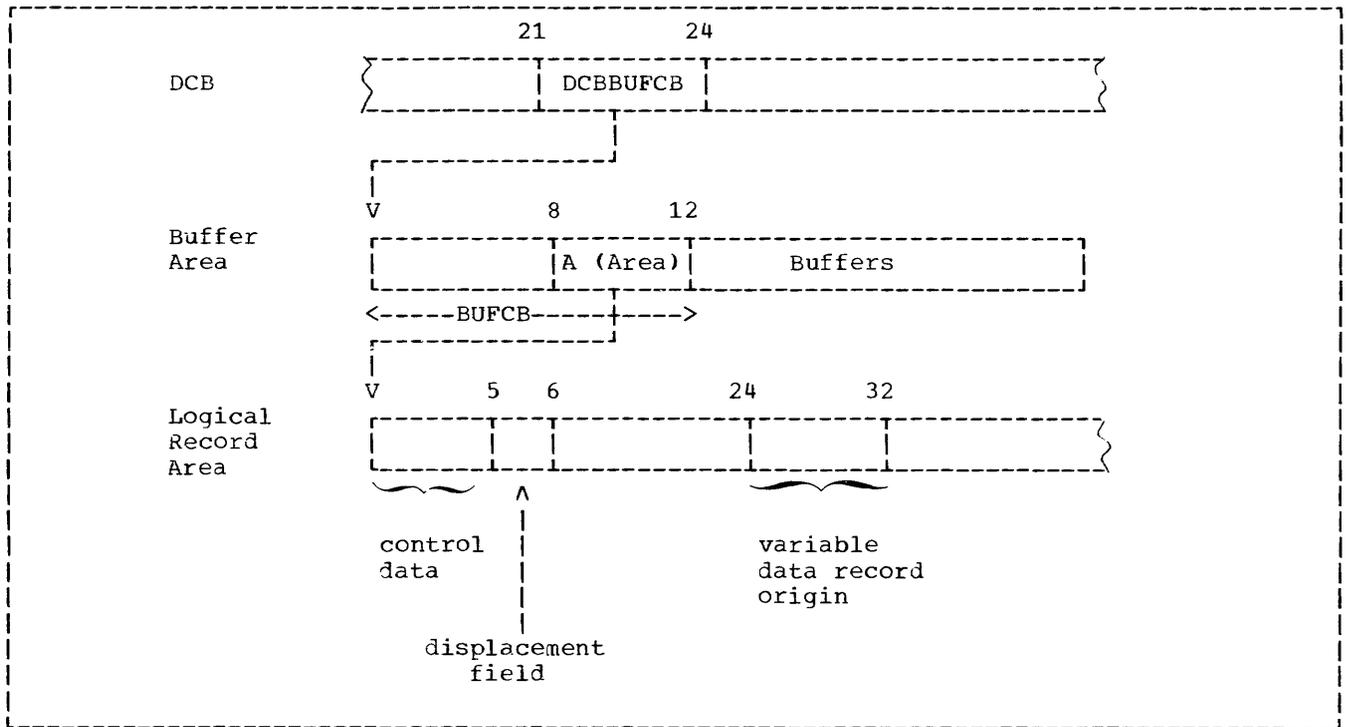 21 24
DCB DCBBUFCB
V 8 12
Buffer
Area A (Area) Buffers
<-----BUFCB------+---->
V 5 6 24 32
Logical
Record
Area
control variable
data data record
origin
displacement
field